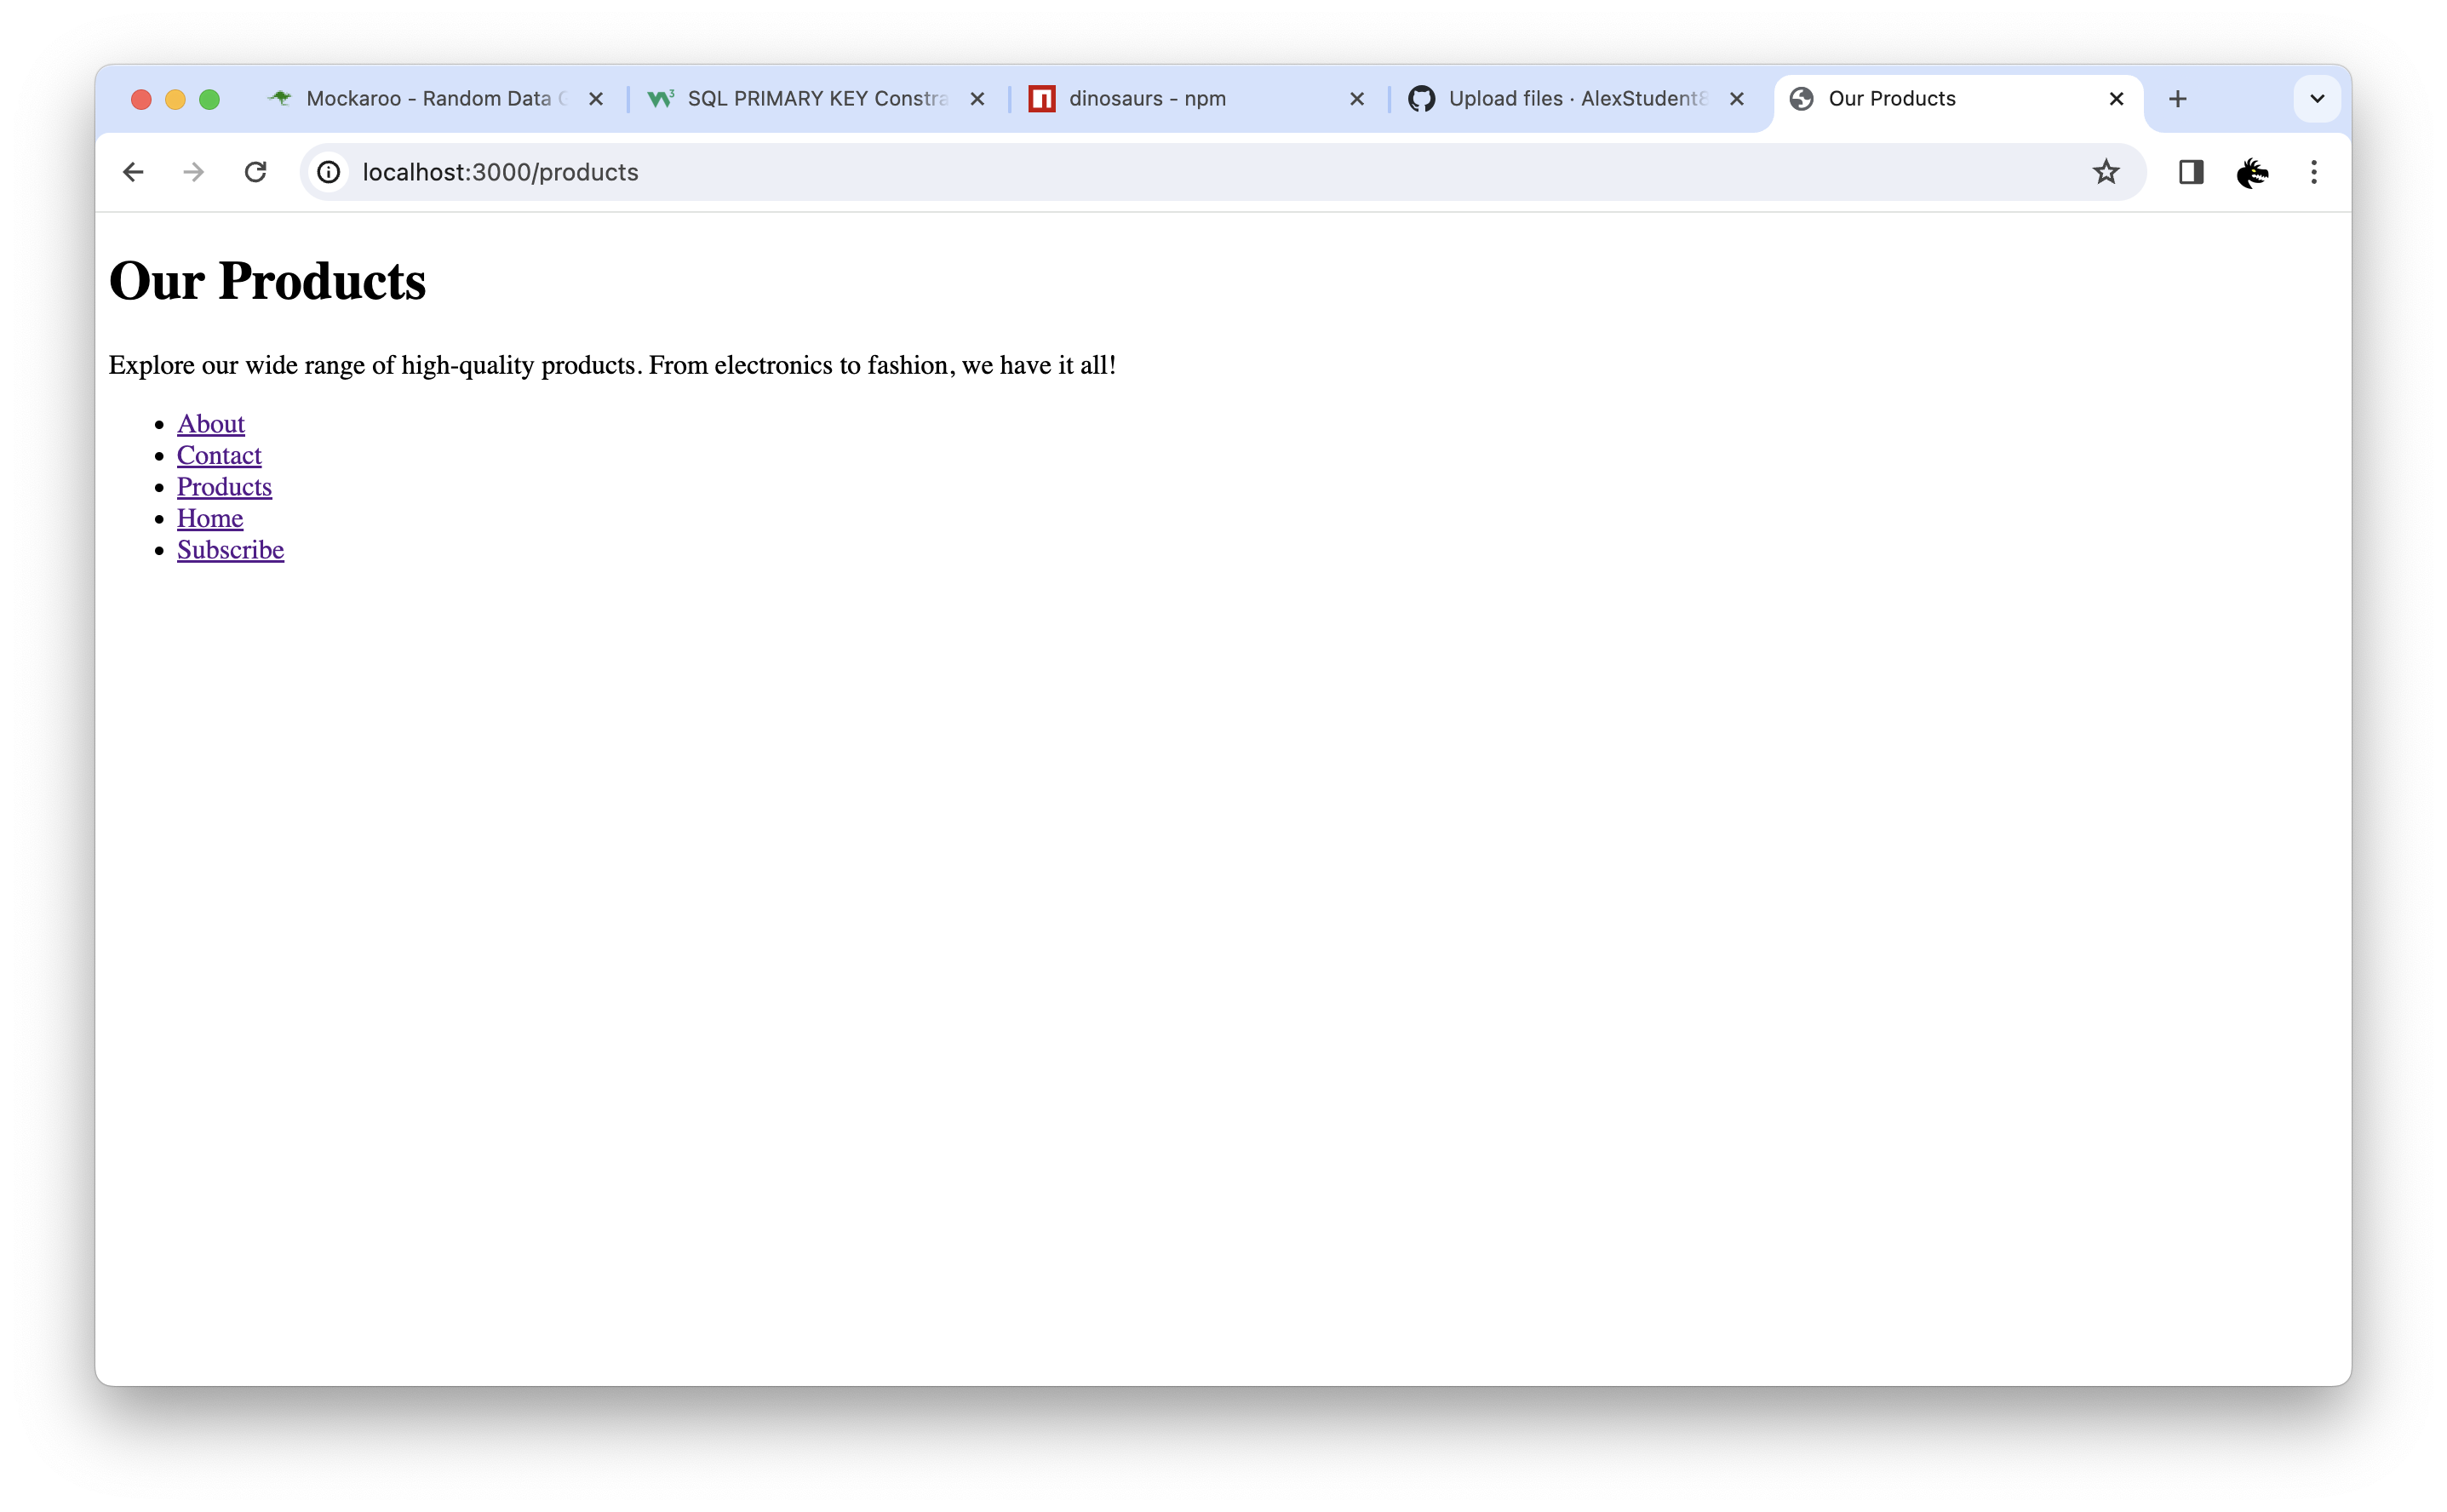 Mockaroo - Random Data
SQL PRIMARY KEY Constra
dinosaurs - npm
Upload files · AlexStudent8
Our Products
localhost:3000/products
Our Products
Explore our wide range of high-quality products. From electronics to fashion, we have it all!
About
Contact
Products
Home
Subscribe